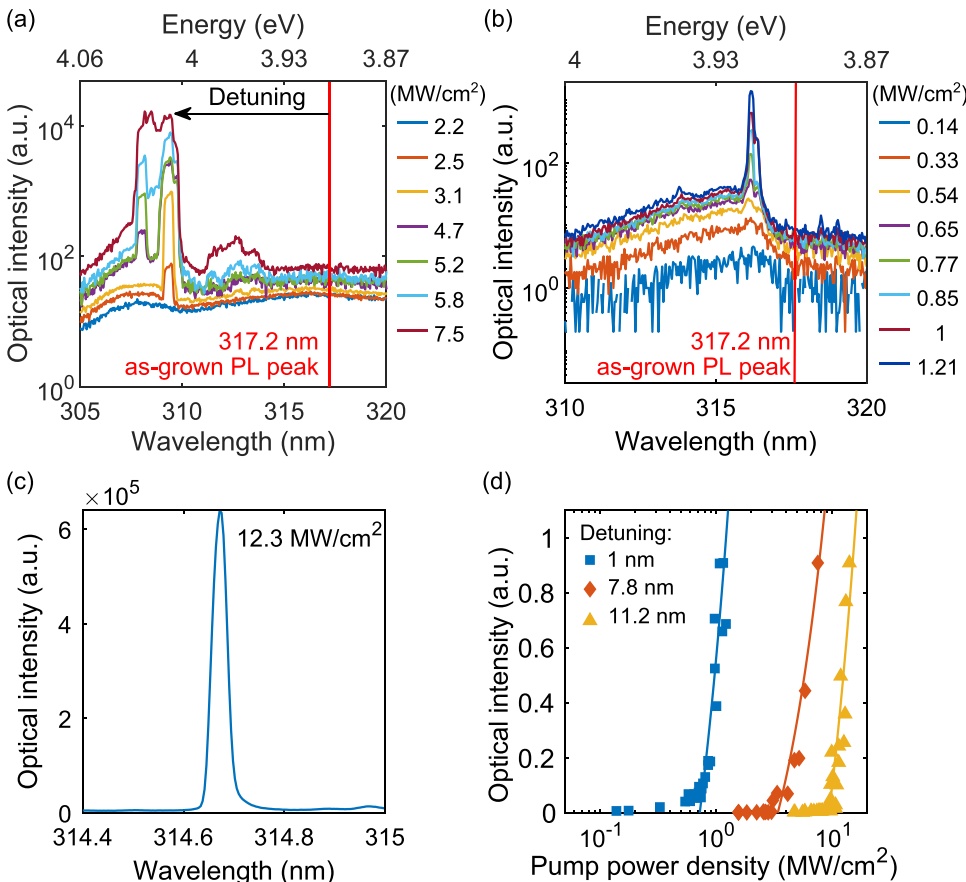 (a)
Energy (eV)
4.06 4 3.93 3.87
Detuning
(MW/cm²)
2.2
2.5
3.1
4.7
5.2
5.8
7.5
Optical intensity (a.u.)
10⁴
10²
10⁰
317.2 nm
as-grown PL peak
305 310 315 320
Wavelength (nm)
(b)
Energy (eV)
4 3.93 3.87
(MW/cm²)
0.14
0.33
0.54
0.65
0.77
0.85
1
1.21
Optical intensity (a.u.)
10²
10⁰
317.2 nm
as-grown PL peak
310 315 320
Wavelength (nm)
(c)
×10⁵
12.3 MW/cm²
Optical intensity (a.u.)
6
4
2
0
314.4 314.6 314.8 315
Wavelength (nm)
(d)
Detuning:
1 nm
7.8 nm
11.2 nm
Optical intensity (a.u.)
1
0.8
0.6
0.4
0.2
0
10⁻¹ 10⁰ 10¹
Pump power density (MW/cm²)